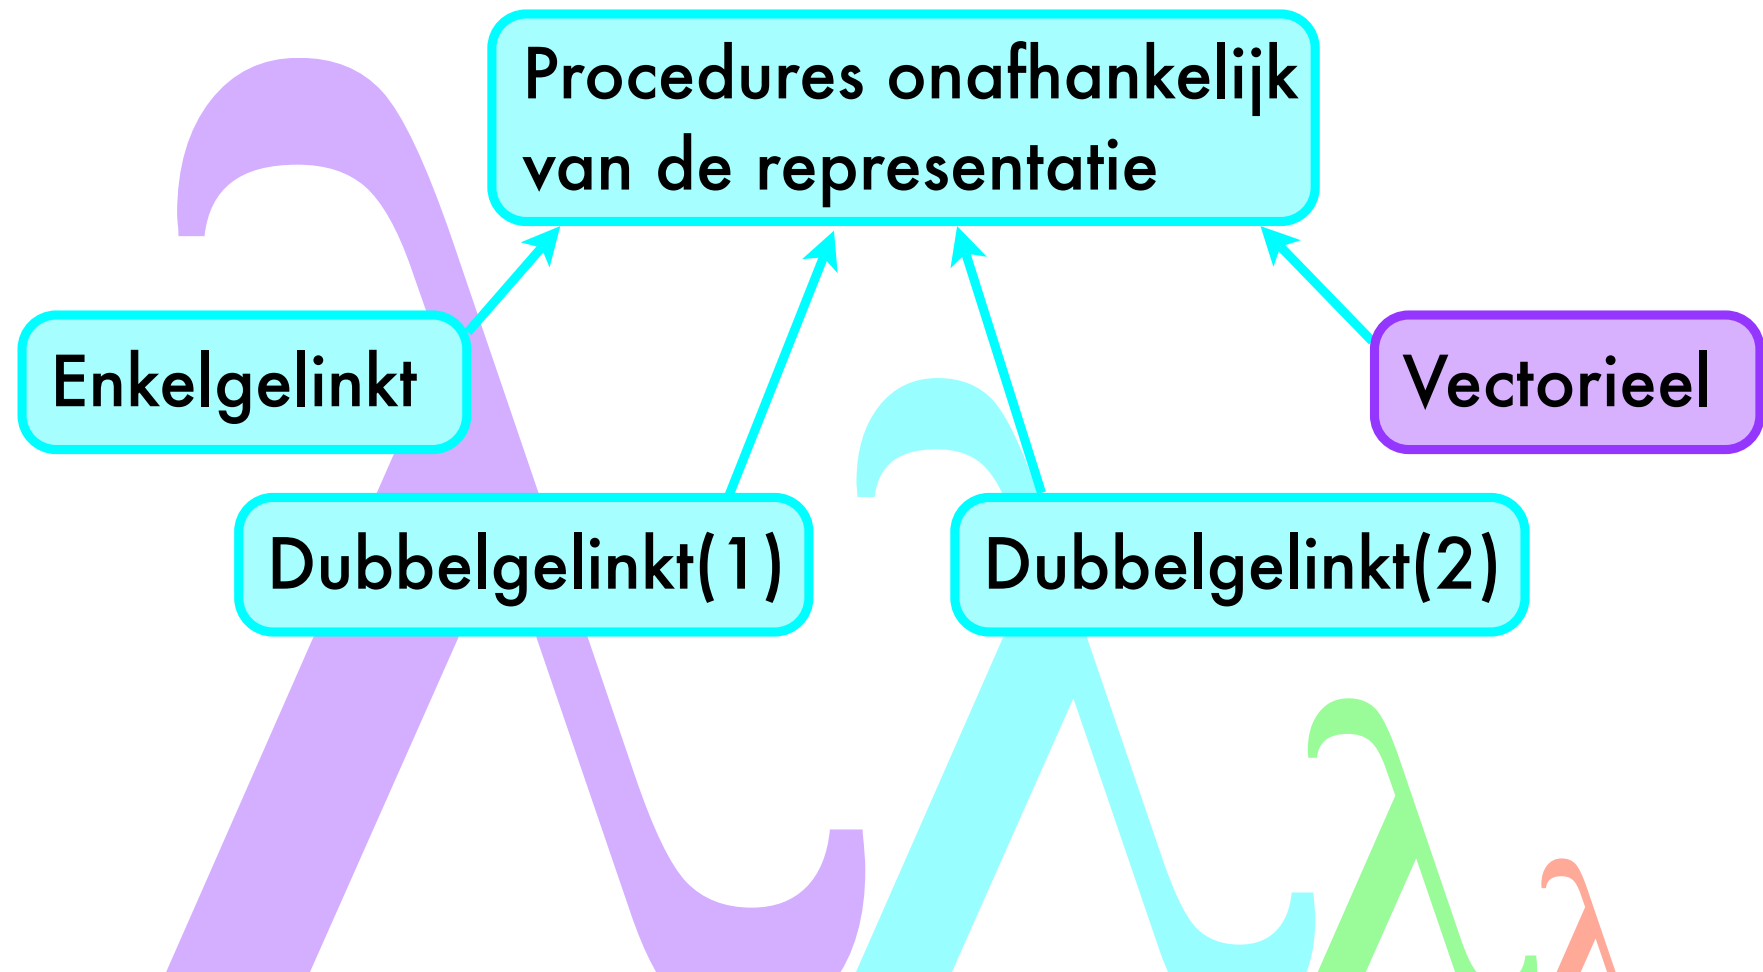 Procedures onafhankelijk
van de representatie
Enkelgelinkt
Vectorieel
Dubbelgelinkt(1)
Dubbelgelinkt(2)
λ
λ
λ
λ